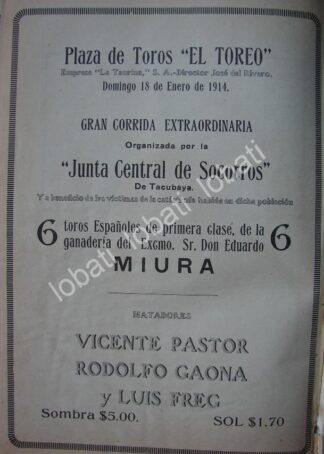 Plaza de Toros "EL TOREO"
Empresa "La Taurina," S. A.-Director José del Rivero.
Domingo 18 de Enero de 1914.
GRAN CORRIDA EXTRAORDINARIA
Organizada por la
"Junta Central de Socorros"
De Tacubaya.
Y a beneficio de las víctimas de la catástrofe habida en dicha población
6 toros Españoles de primera clase, de la 6
ganadería del Excmo. Sr. Don Eduardo
MIURA
lobati lobati lobati
MATADORES
VICENTE PASTOR
RODOLFO GAONA
y LUIS FREG
Sombra $5.00. SOL $1.70